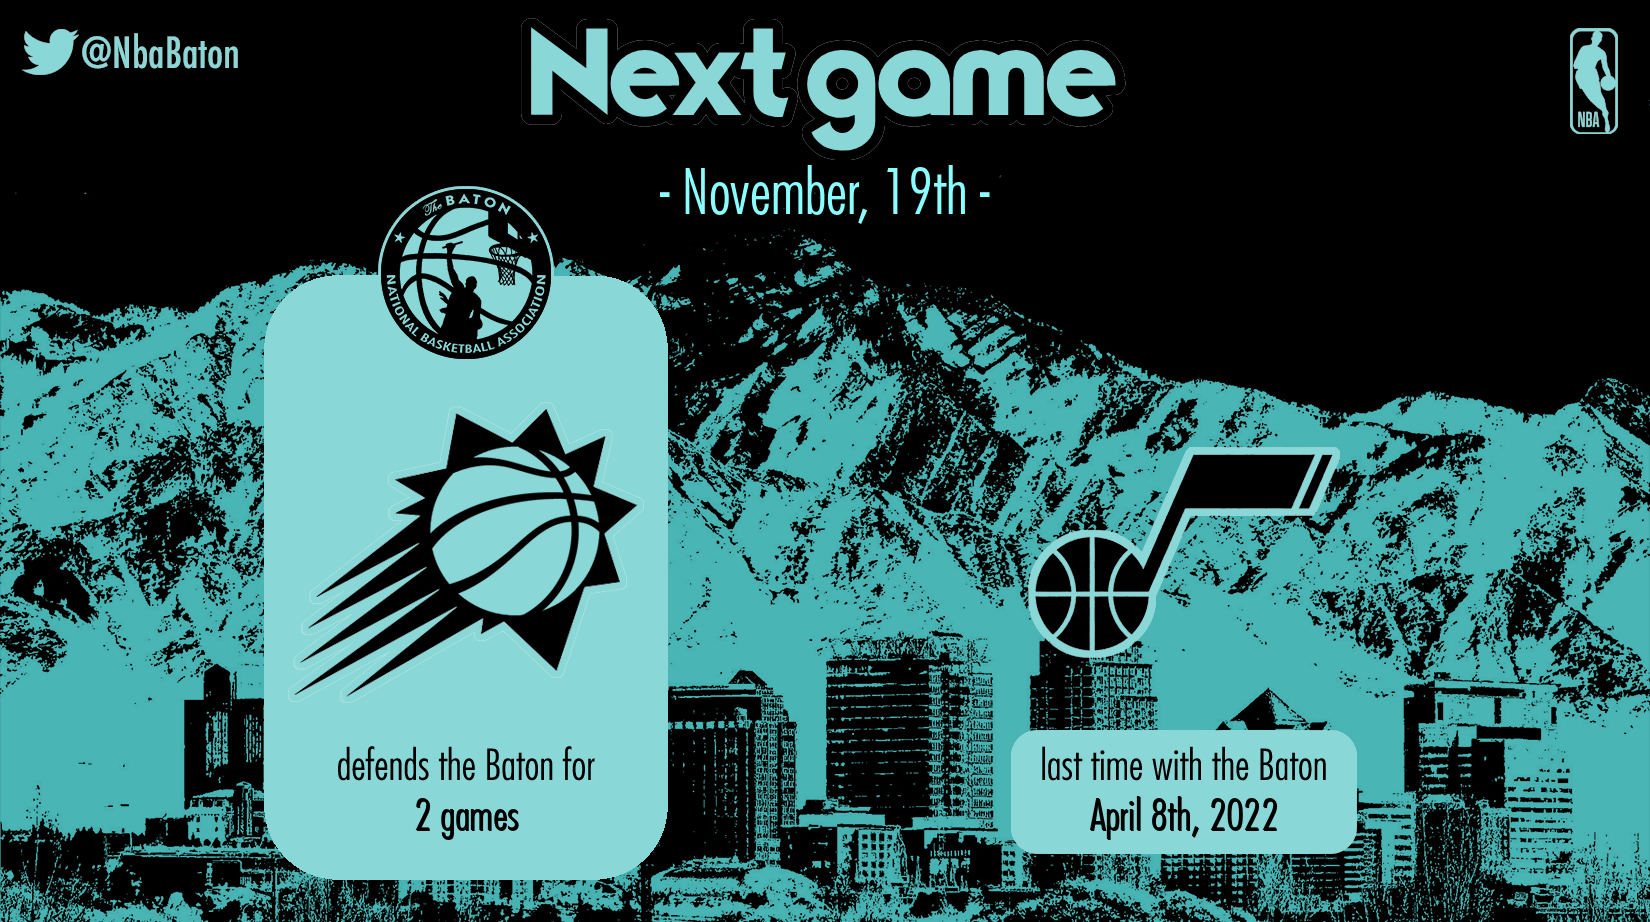 @NbaBaton
Next game
NBA
- November, 19th -
The BATON
NATIONAL BASKETBALL ASSOCIATION
defends the Baton for
2 games
last time with the Baton
April 8th, 2022